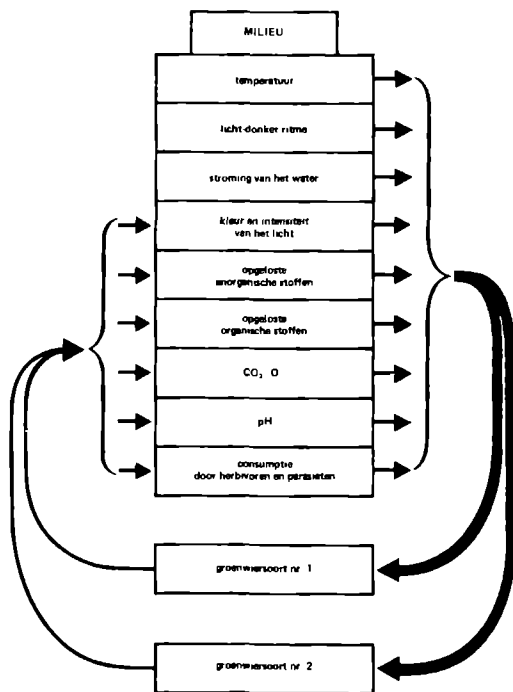 MILIEU
temperatuur
licht-donker ritme
stroming van het water
kleur en intensiteit
van het licht
opgeloste
anorganische stoffen
opgeloste
organische stoffen
CO₂ O
pH
consumptie
door herbivoren en parasieten
groenwiersoort nr. 1
groenwiersoort nr. 2